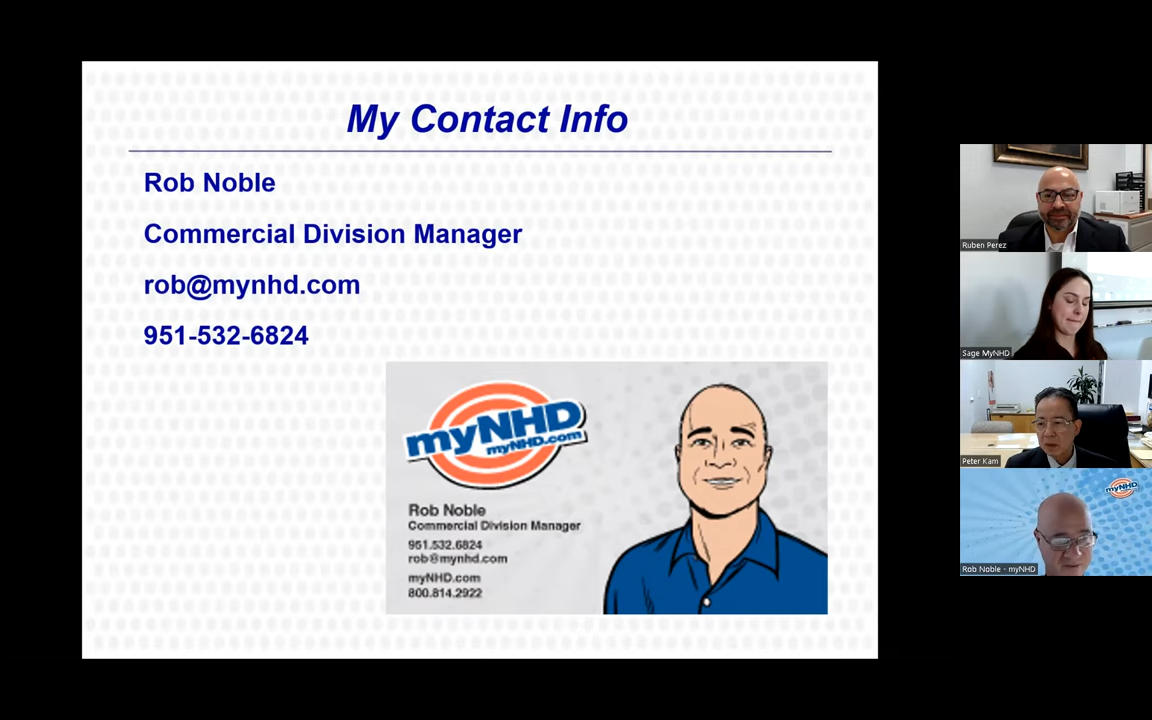 My Contact Info
Rob Noble
Commercial Division Manager
rob@mynhd.com
951-532-6824
myNHD
myNHD.com
Rob Noble
Commercial Division Manager
951.532.6824
rob@mynhd.com
myNHD.com
800.814.2922
Ruben Perez
Sage MyNHD
Peter Kam
myNHD
Rob Noble - myNHD